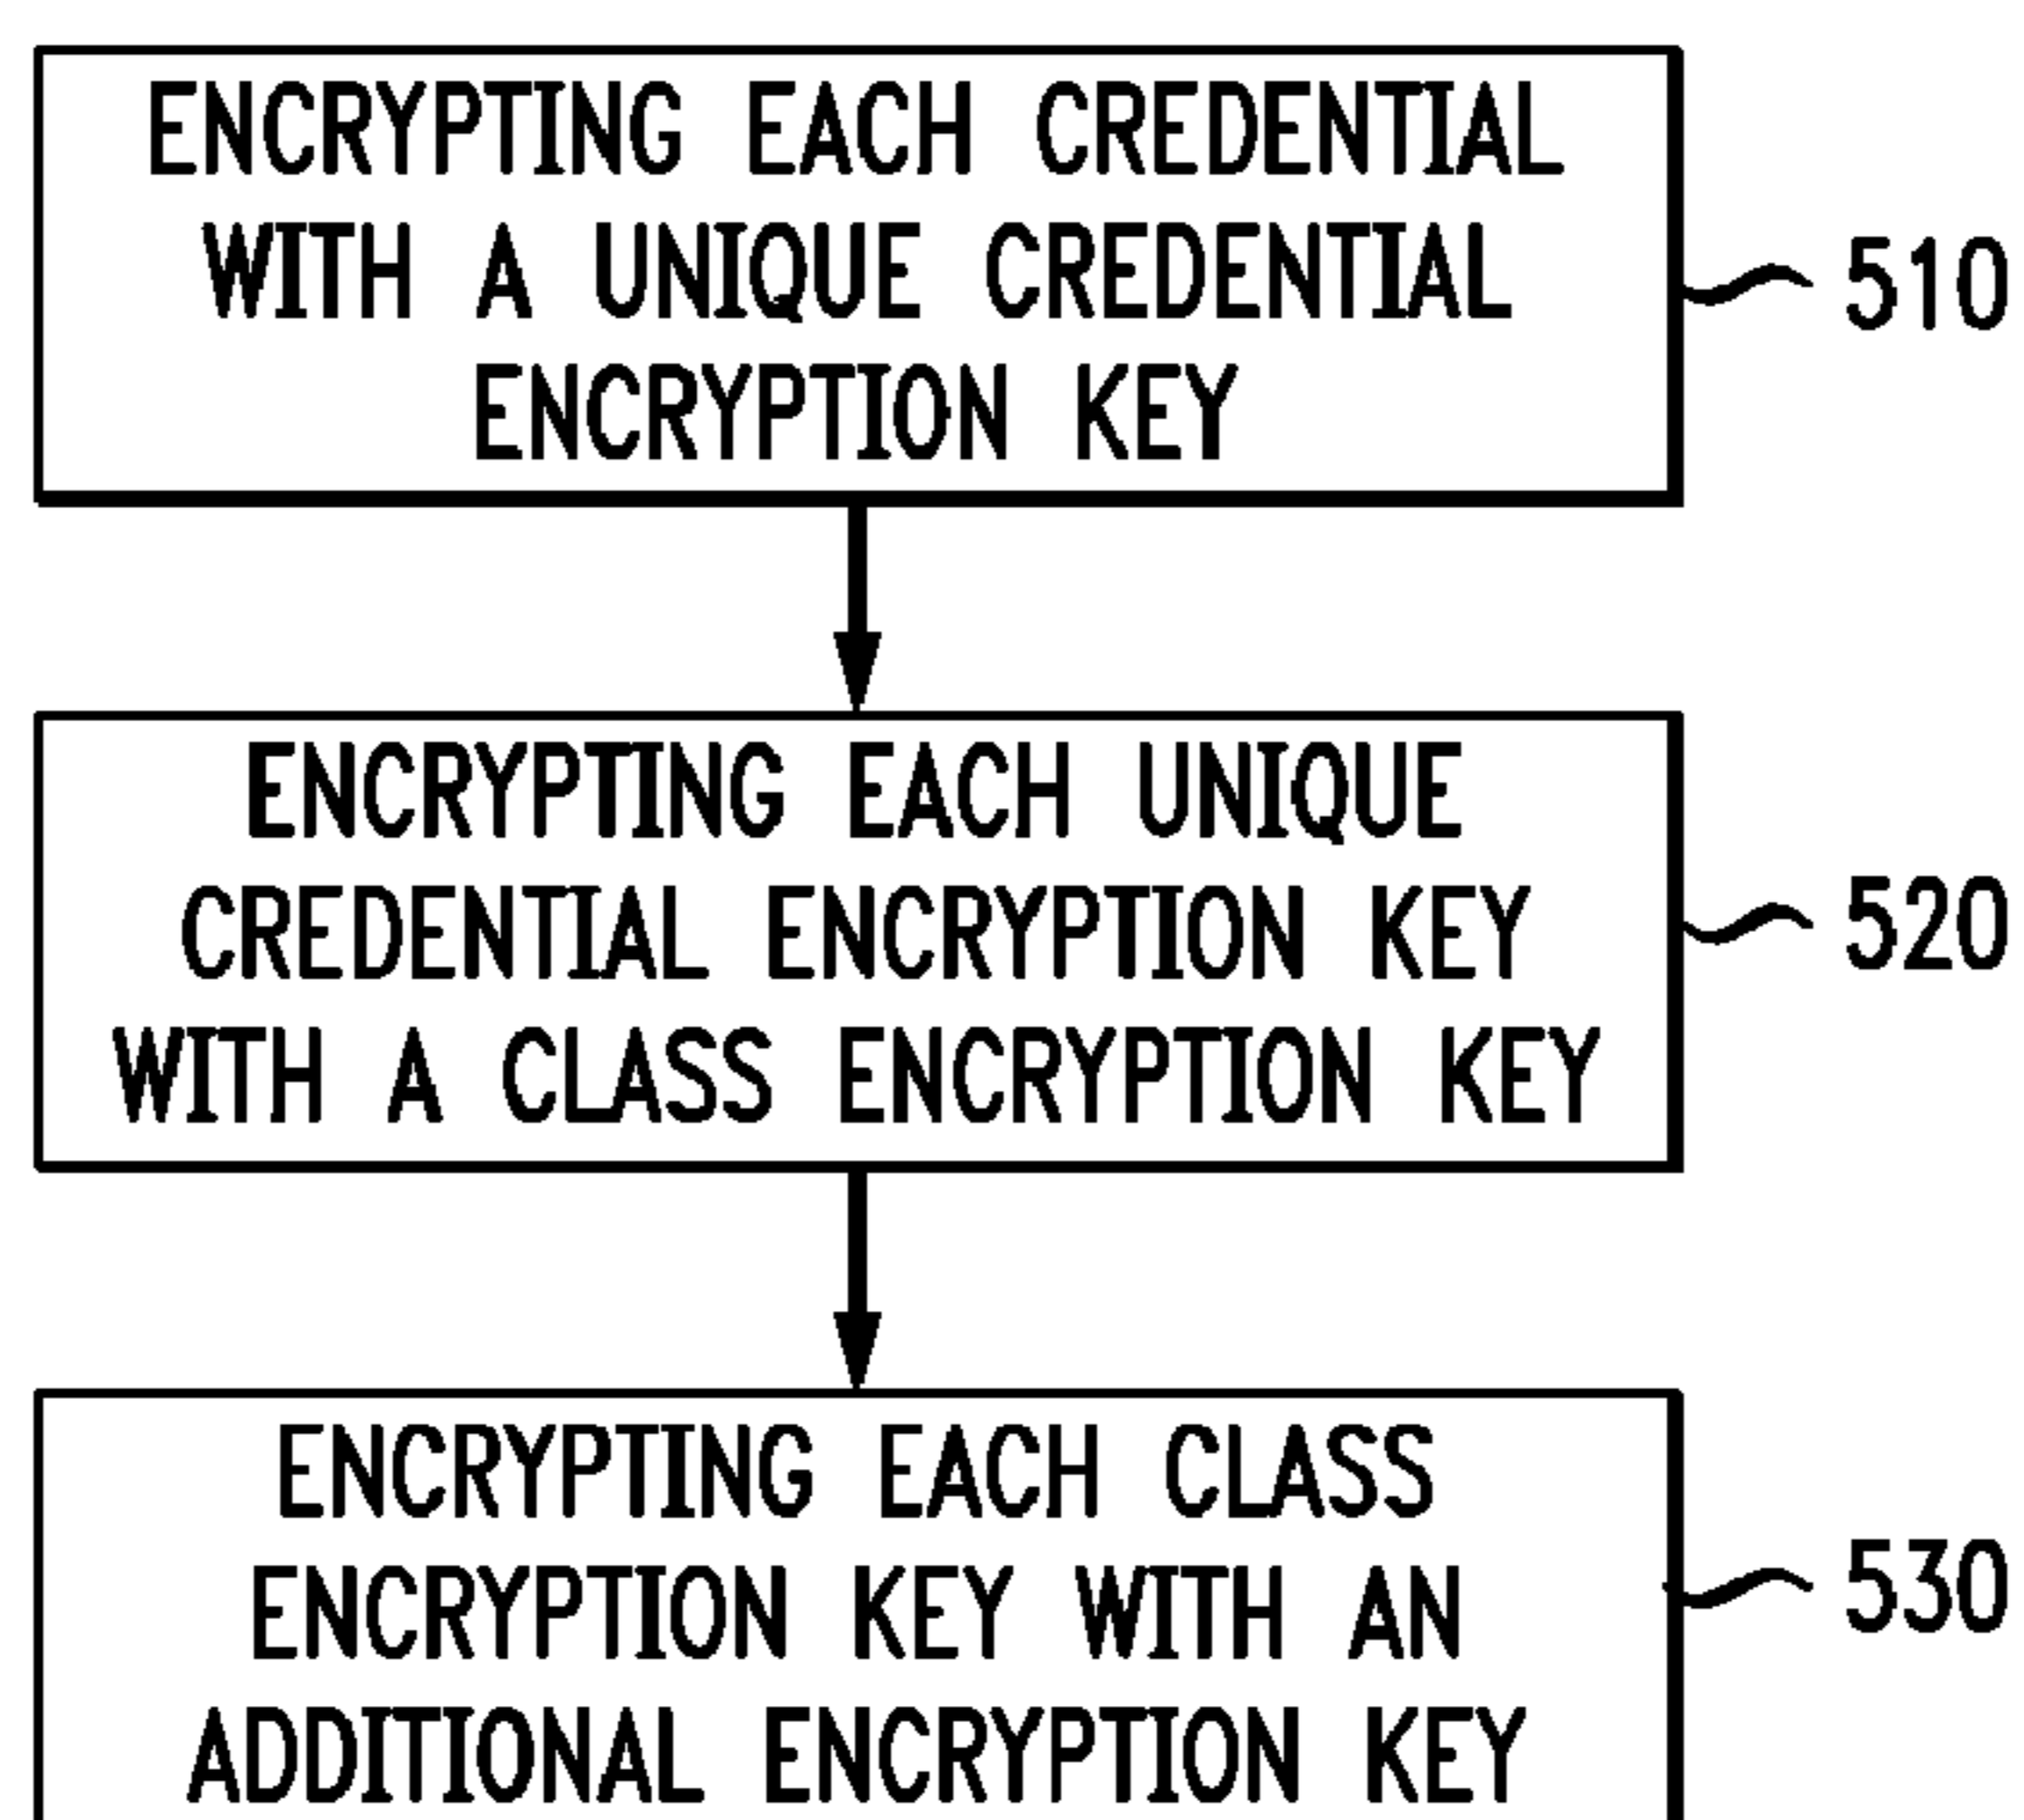 ENCRYPTING EACH CREDENTIAL
WITH A UNIQUE CREDENTIAL
ENCRYPTION KEY
510
ENCRYPTING EACH UNIQUE
CREDENTIAL ENCRYPTION KEY
WITH A CLASS ENCRYPTION KEY
520
ENCRYPTING EACH CLASS
ENCRYPTION KEY WITH AN
ADDITIONAL ENCRYPTION KEY
530